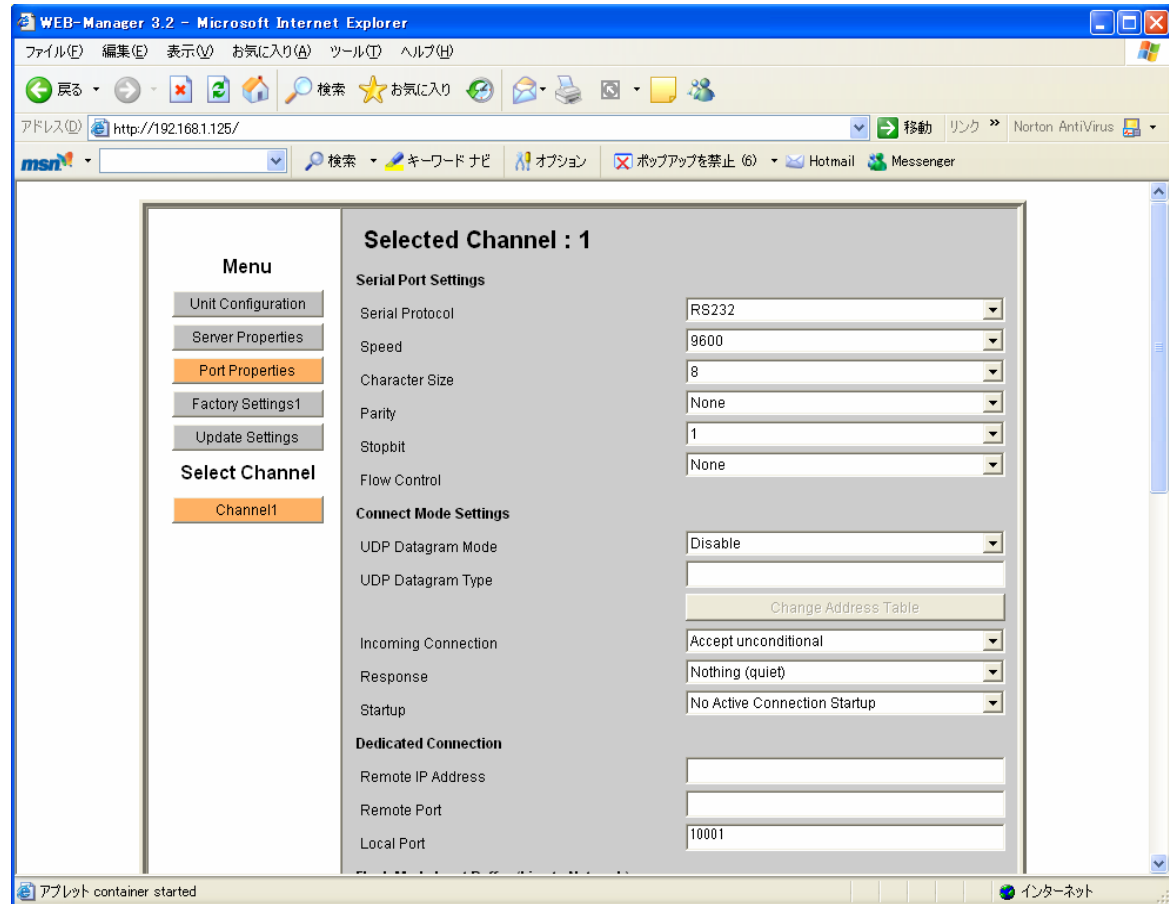 WEB-Manager 3.2 - Microsoft Internet Explorer
ファイル(F) 編集(E) 表示(V) お気に入り(A) ツール(T) ヘルプ(H)
戻る 検索 お気に入り
アドレス(D) http://192.168.1.125/ 移動 リンク » Norton AntiVirus
msn 検索 キーワード ナビ オプション ポップアップを禁止 (6) Hotmail Messenger
Menu
Unit Configuration
Server Properties
Port Properties
Factory Settings1
Update Settings
Select Channel
Channel1
Selected Channel : 1
Serial Port Settings
Serial Protocol RS232
Speed 9600
Character Size 8
Parity None
Stopbit 1
Flow Control None
Connect Mode Settings
UDP Datagram Mode Disable
UDP Datagram Type
Change Address Table
Incoming Connection Accept unconditional
Response Nothing (quiet)
Startup No Active Connection Startup
Dedicated Connection
Remote IP Address
Remote Port
Local Port 10001
アプレット container started インターネット